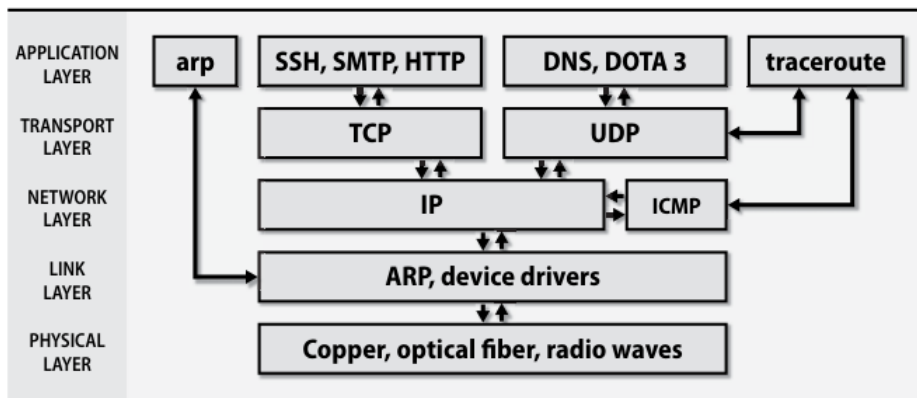 APPLICATION
LAYER
arp
SSH, SMTP, HTTP
DNS, DOTA 3
traceroute
TRANSPORT
LAYER
TCP
UDP
NETWORK
LAYER
IP
ICMP
LINK
LAYER
ARP, device drivers
PHYSICAL
LAYER
Copper, optical fiber, radio waves